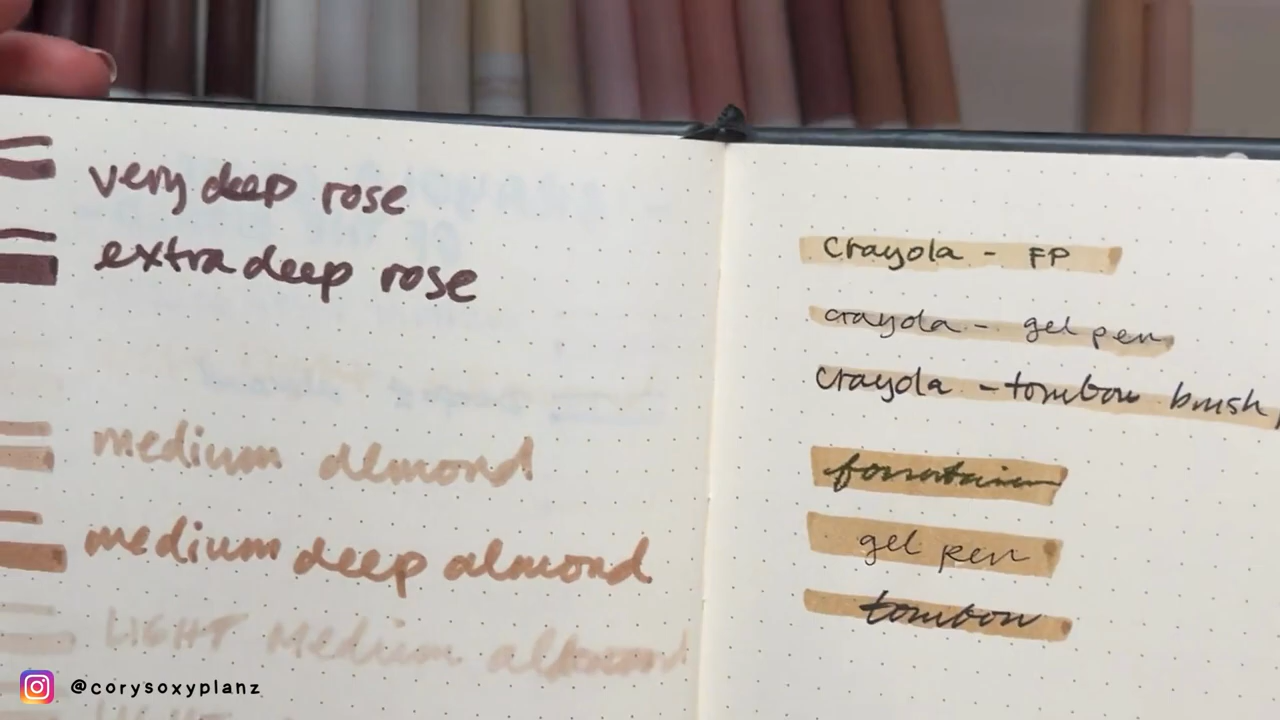 very deep rose
extra deep rose
medium almond
medium deep almond
LIGHT Medium almond
LIGHT
Crayola - FP
crayola - gel pen
Crayola - tombow brush
fountain
gel pen
tombow
@corysoxyplanz